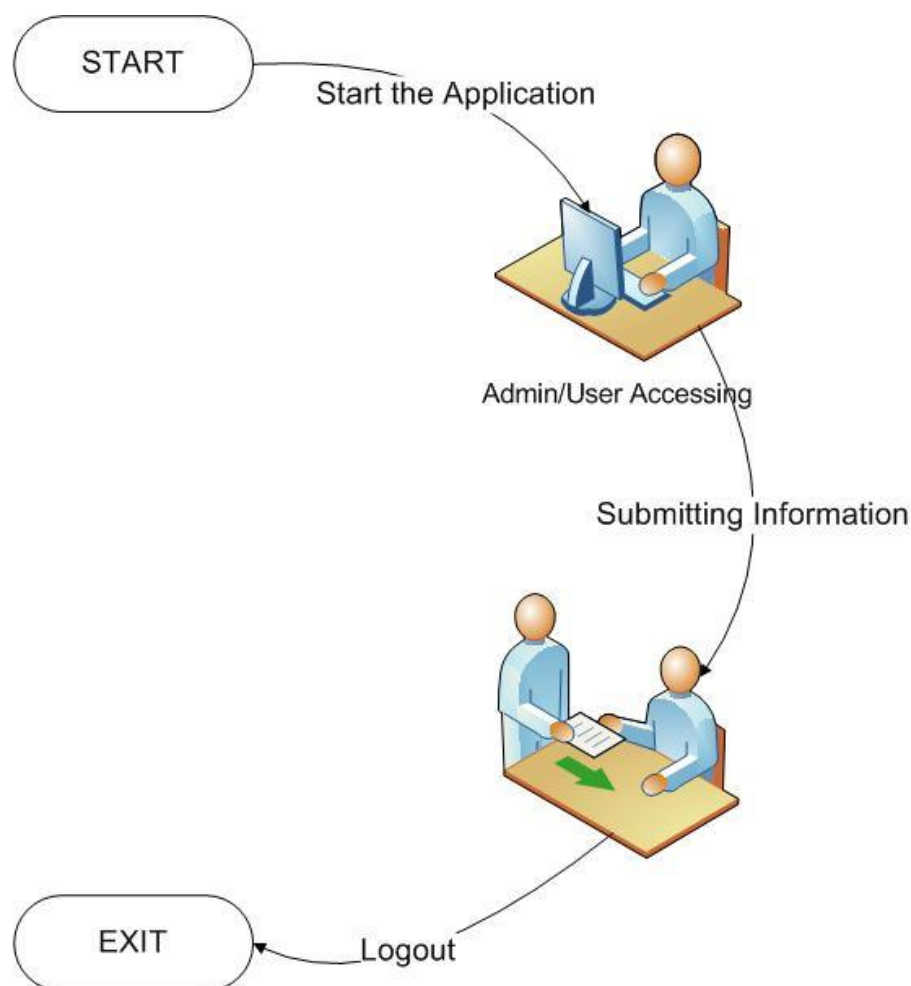 START
Start the Application
Admin/User Accessing
Submitting Information
Logout
EXIT